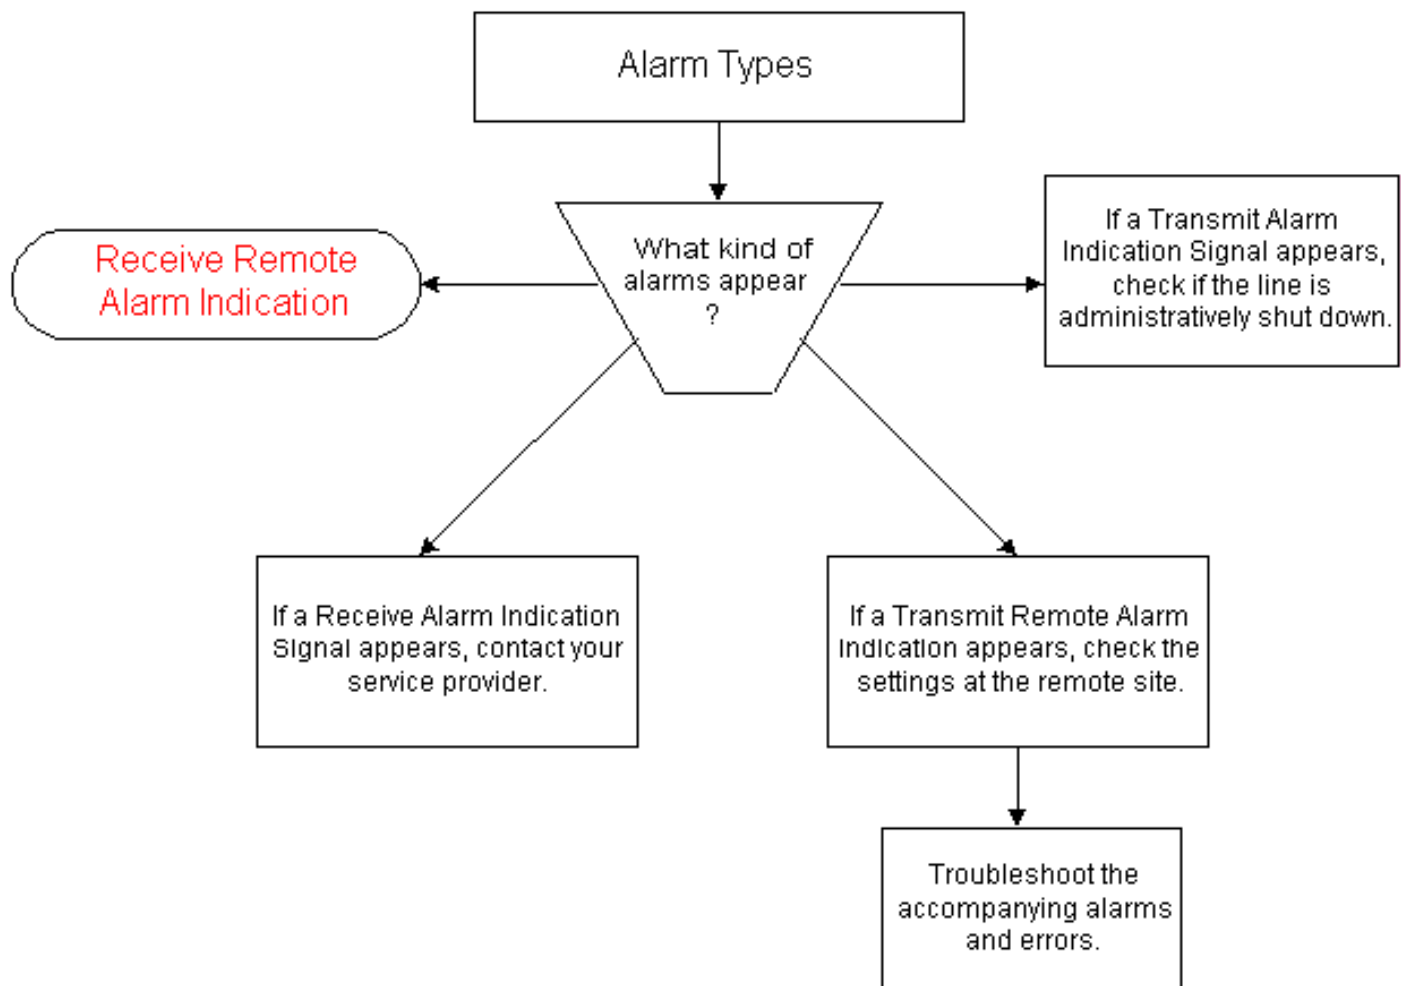 Alarm Types
What kind of
alarms appear
?
Receive Remote
Alarm Indication
If a Transmit Alarm
Indication Signal appears,
check if the line is
administratively shut down.
If a Receive Alarm Indication
Signal appears, contact your
service provider.
If a Transmit Remote Alarm
Indication appears, check the
settings at the remote site.
Troubleshoot the
accompanying alarms
and errors.